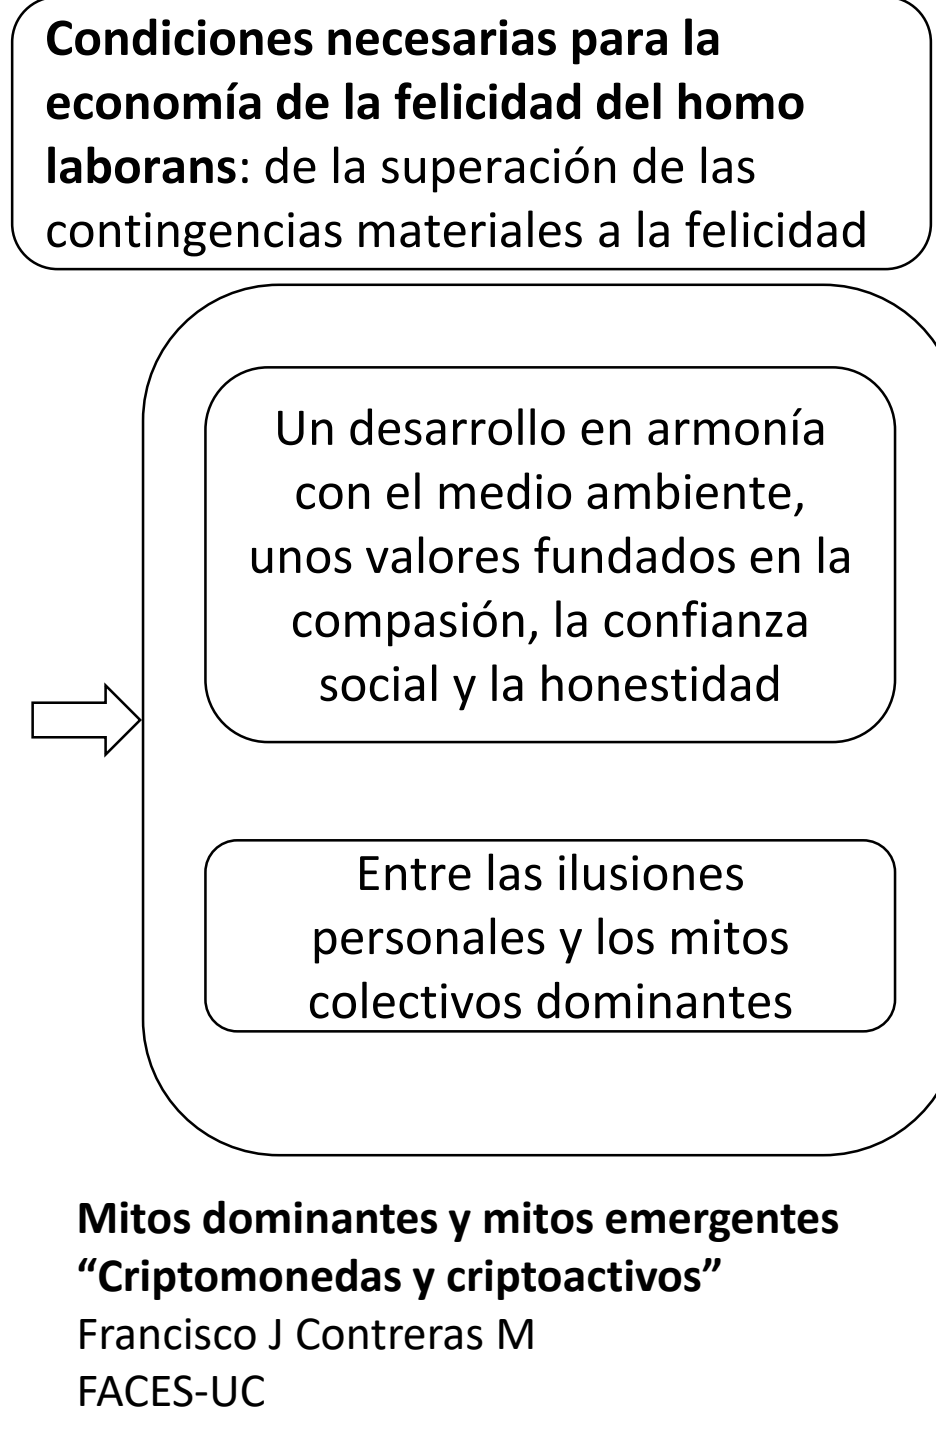 Condiciones necesarias para la
economía de la felicidad del homo
laborans: de la superación de las
contingencias materiales a la felicidad
Un desarrollo en armonía
con el medio ambiente,
unos valores fundados en la
compasión, la confianza
social y la honestidad
Entre las ilusiones
personales y los mitos
colectivos dominantes
Mitos dominantes y mitos emergentes
“Criptomonedas y criptoactivos”
Francisco J Contreras M
FACES-UC